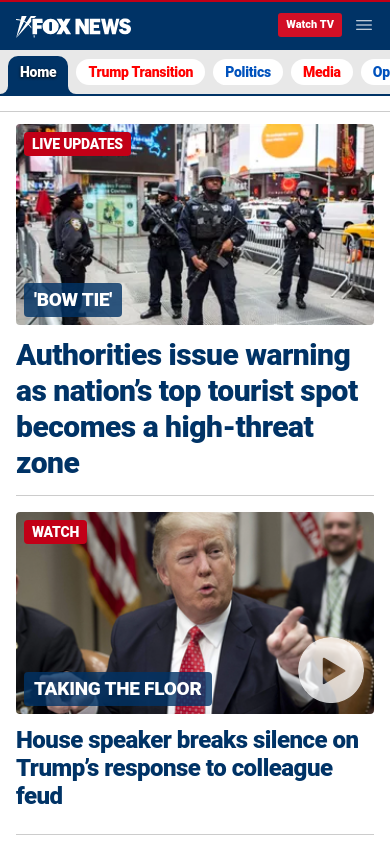 FOX NEWS
Watch TV
Home
Trump Transition
Politics
Media
Op
LIVE UPDATES
'BOW TIE'
Authorities issue warning
as nation’s top tourist spot
becomes a high-threat
zone
WATCH
TAKING THE FLOOR
House speaker breaks silence on
Trump’s response to colleague
feud